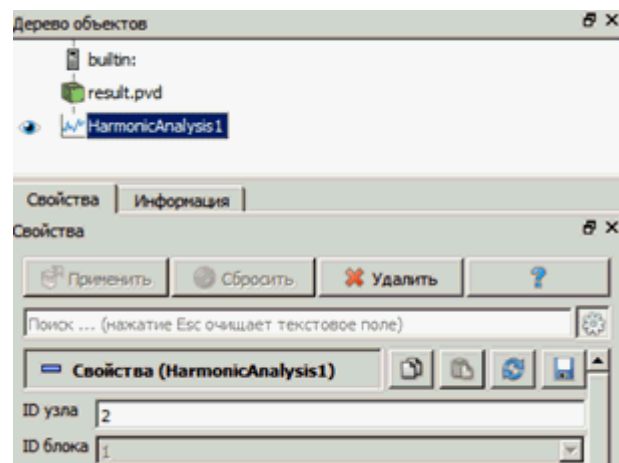 Дерево объектов
builtin:
result.pvd
HarmonicAnalysis1
Свойства Информация
Свойства
Применить Сбросить Удалить ?
Поиск ... (нажатие Esc очищает текстовое поле)
Свойства (HarmonicAnalysis1)
ID узла 2
ID блока 1